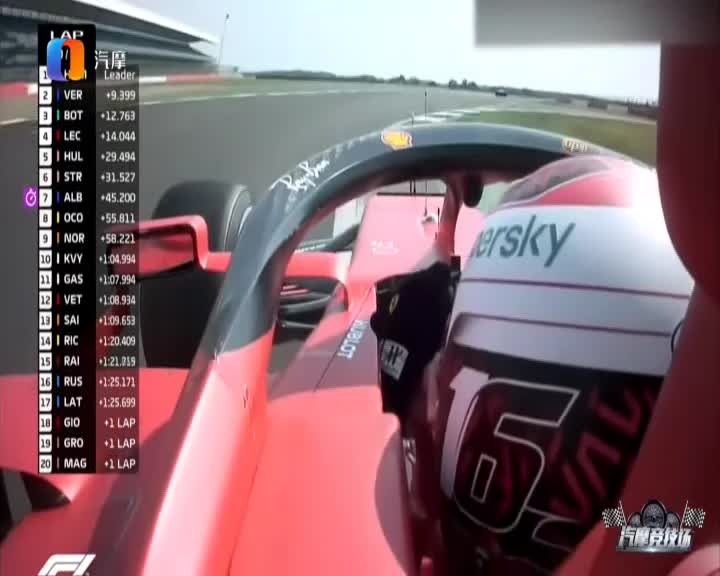 LAP
汽摩
1 Leader
2 VER +9.399
3 BOT +12.763
4 LEC +14.044
5 HUL +29.494
6 STR +31.527
7 ALB +45.200
8 OCO +55.811
9 NOR +58.221
10 KVY +1:04.994
11 GAS +1:07.994
12 VET +1:08.934
13 SAI +1:09.653
14 RIC +1:20.409
15 RAI +1:21.819
16 RUS +1:25.171
17 LAT +1:25.699
18 GIO +1 LAP
19 GRO +1 LAP
20 MAG +1 LAP
Ray-Ban
ersky
HUBLOT
16
F1
汽摩竞技场